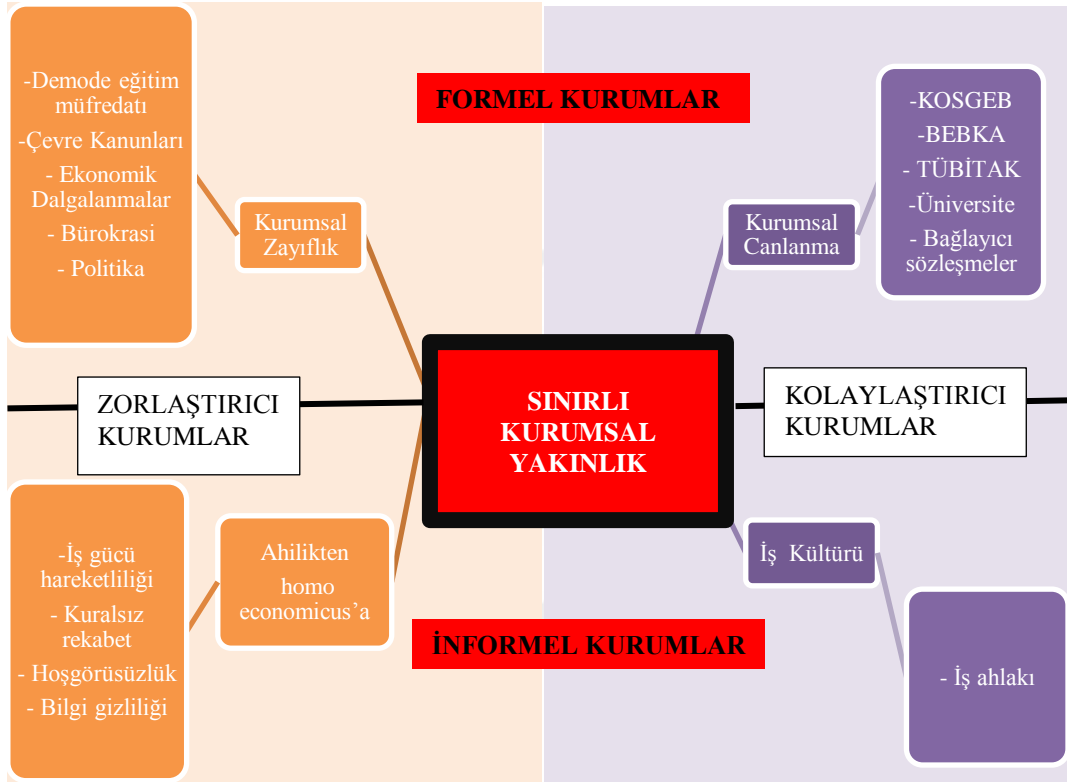 -Demode eğitim
müfredatı
-Çevre Kanunları
- Ekonomik
Dalgalanmalar
- Bürokrasi
- Politika
Kurumsal
Zayıflık
FORMEL KURUMLAR
Kurumsal
Canlanma
-KOSGEB
-BEBKA
- TÜBİTAK
-Üniversite
- Bağlayıcı
sözleşmeler
ZORLAŞTIRICI
KURUMLAR
SINIRLI
KURUMSAL
YAKINLIK
KOLAYLAŞTIRICI
KURUMLAR
-İş gücü
hareketliliği
- Kuralsız
rekabet
- Hoşgörüsüzlük
- Bilgi gizliliği
Ahilikten
homo
economicus’a
İNFORMEL KURUMLAR
İş Kültürü
- İş ahlakı